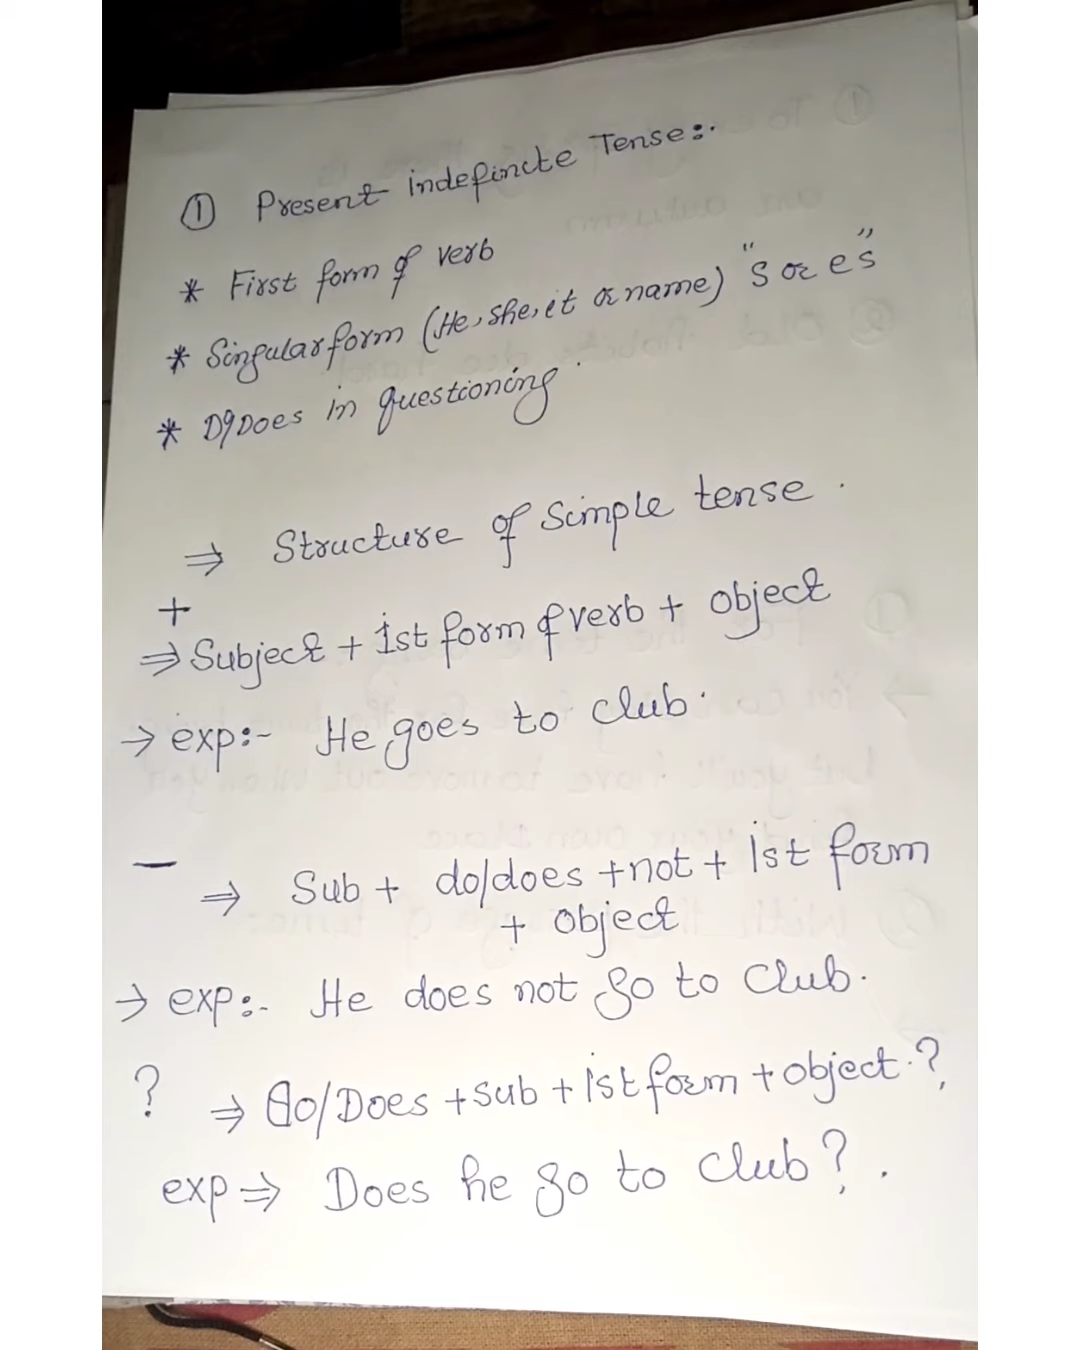 ① Present indefinite Tense:-
* First form of verb
* Singular form (He, she, it or name) "s or es"
* Do/Does in questioning
⇒ Structure of Simple tense.
+
⇒ Subject + 1st form of verb + object
→ exp:- He goes to club.
—
⇒ Sub + do/does + not + 1st form
+ object
→ exp:- He does not go to Club.
? ⇒ Do/Does + sub + 1st form + object.?
exp ⇒ Does he go to club?.